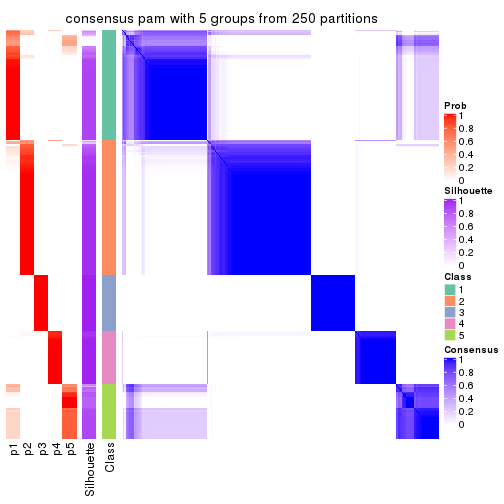 consensus pam with 5 groups from 250 partitions
Prob
1
0.8
0.6
0.4
0.2
0
Silhouette
1
0.8
0.6
0.4
0.2
0
Class
1
2
3
4
5
Consensus
1
0.8
0.6
0.4
0.2
0
p1
p2
p3
p4
p5
Silhouette
Class